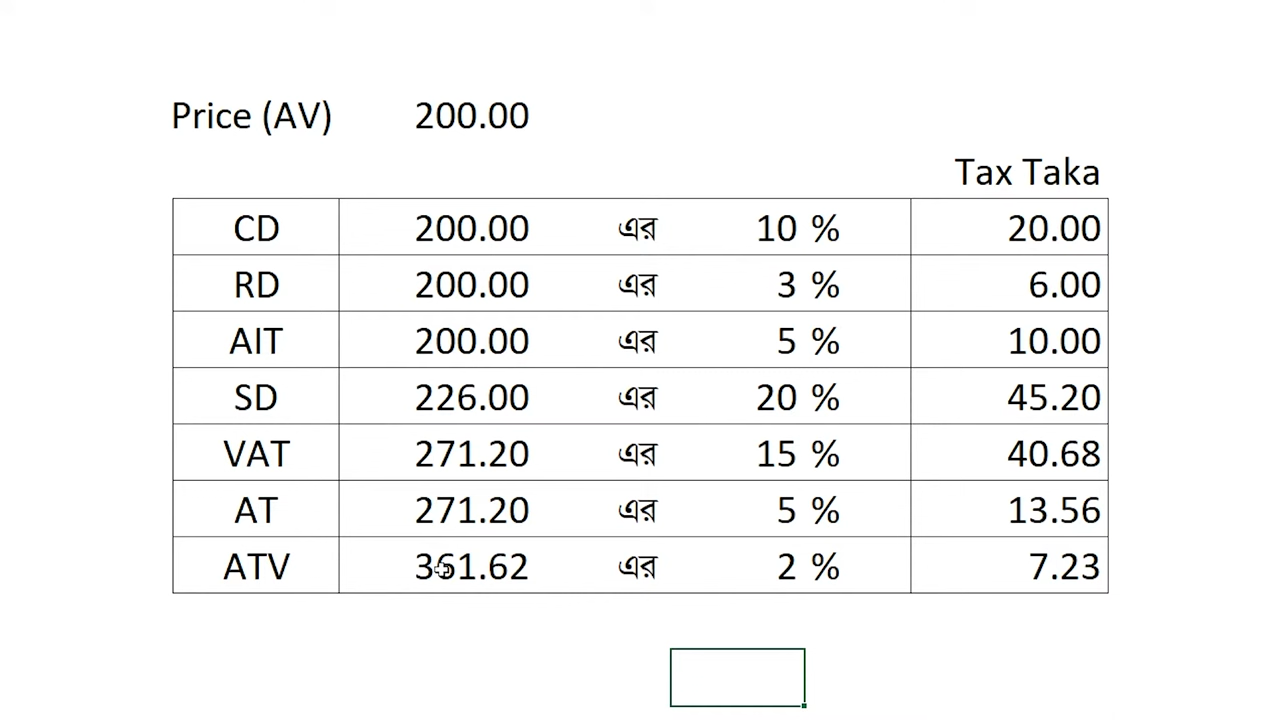 Price (AV) 200.00
Tax Taka
CD 200.00 এর 10 % 20.00
RD 200.00 এর 3 % 6.00
AIT 200.00 এর 5 % 10.00
SD 226.00 এর 20 % 45.20
VAT 271.20 এর 15 % 40.68
AT 271.20 এর 5 % 13.56
ATV 361.62 এর 2 % 7.23